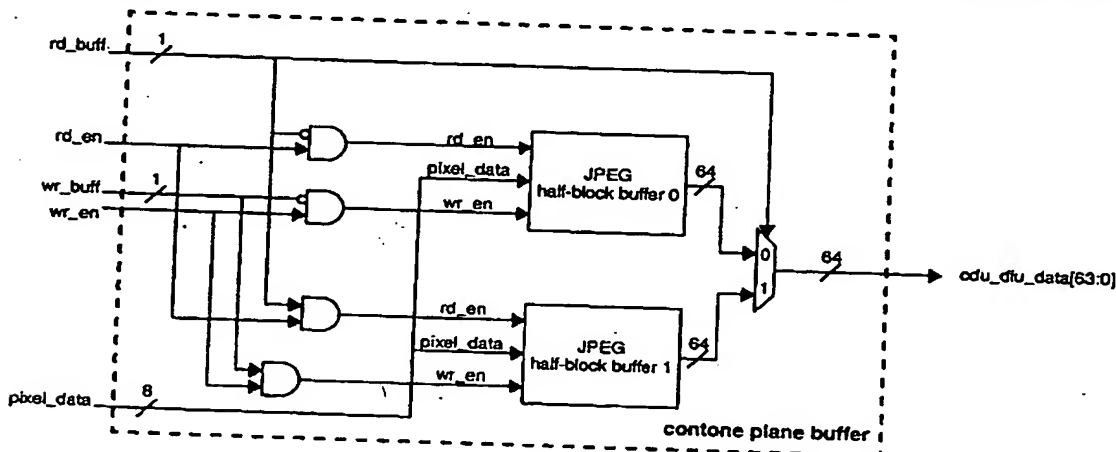 rd_buff
1
rd_en
wr_buff
1
wr_en
pixel_data
8
rd_en
pixel_data
wr_en
JPEG
half-block buffer 0
64
rd_en
pixel_data
wr_en
JPEG
half-block buffer 1
64
0
1
64
cdu_diu_data[63:0]
contone plane buffer